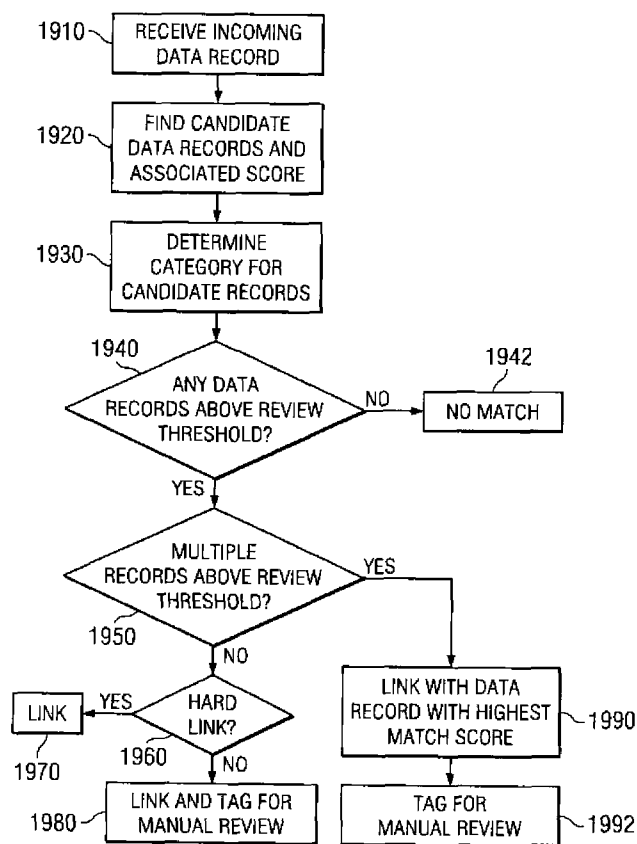 1910
RECEIVE INCOMING
DATA RECORD
1920
FIND CANDIDATE
DATA RECORDS AND
ASSOCIATED SCORE
1930
DETERMINE
CATEGORY FOR
CANDIDATE RECORDS
1940
ANY DATA
RECORDS ABOVE REVIEW
THRESHOLD?
NO
1942
NO MATCH
YES
MULTIPLE
RECORDS ABOVE REVIEW
THRESHOLD?
1950
YES
NO
HARD
LINK?
1960
YES
LINK
1970
NO
1980
LINK AND TAG FOR
MANUAL REVIEW
LINK WITH DATA
RECORD WITH HIGHEST
MATCH SCORE
1990
TAG FOR
MANUAL REVIEW
1992